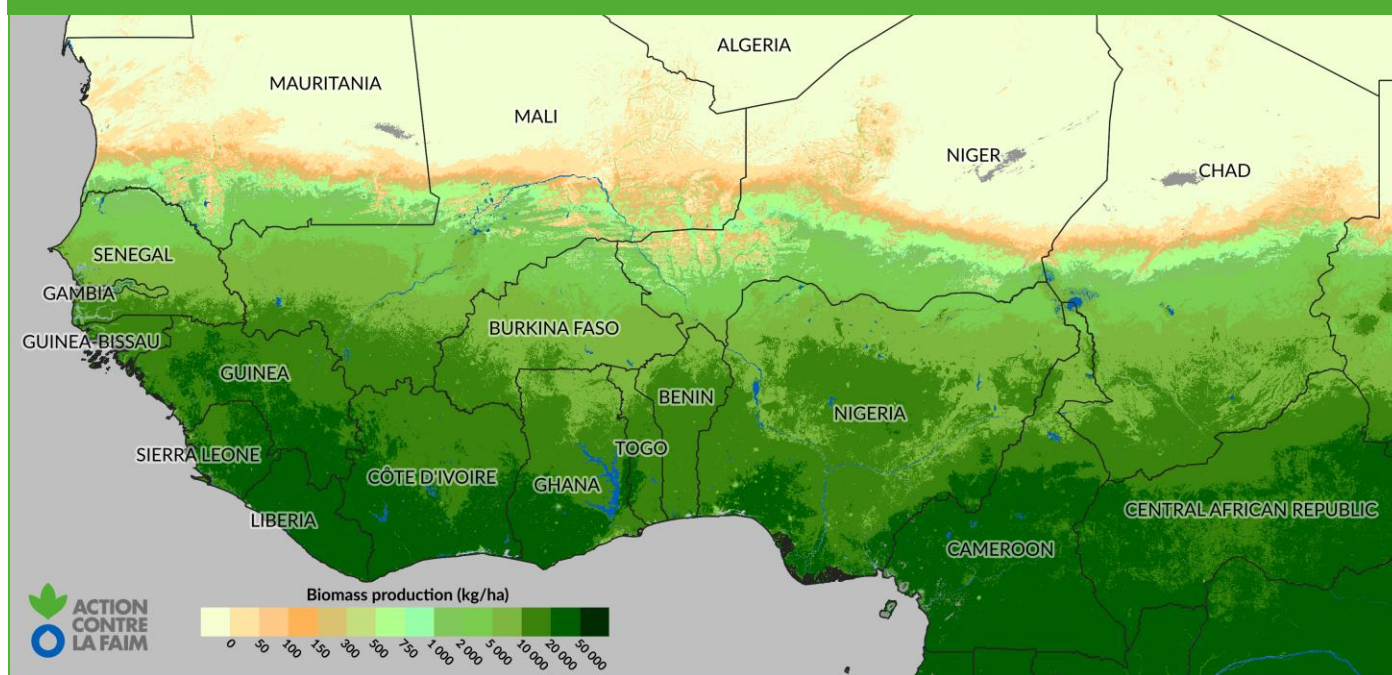 ALGERIA
MAURITANIA
MALI
NIGER
CHAD
SENEGAL
GAMBIA
GUINEA-BISSAU
BURKINA FASO
GUINEA
BENIN
NIGERIA
TOGO
SIERRA LEONE
CÔTE D'IVOIRE
GHANA
LIBERIA
CENTRAL AFRICAN REPUBLIC
CAMEROON
Biomass production (kg/ha)
0 50 100 150 300 500 750 1 000 2 000 5 000 10 000 20 000 50 000
ACTION
CONTRE
LA FAIM